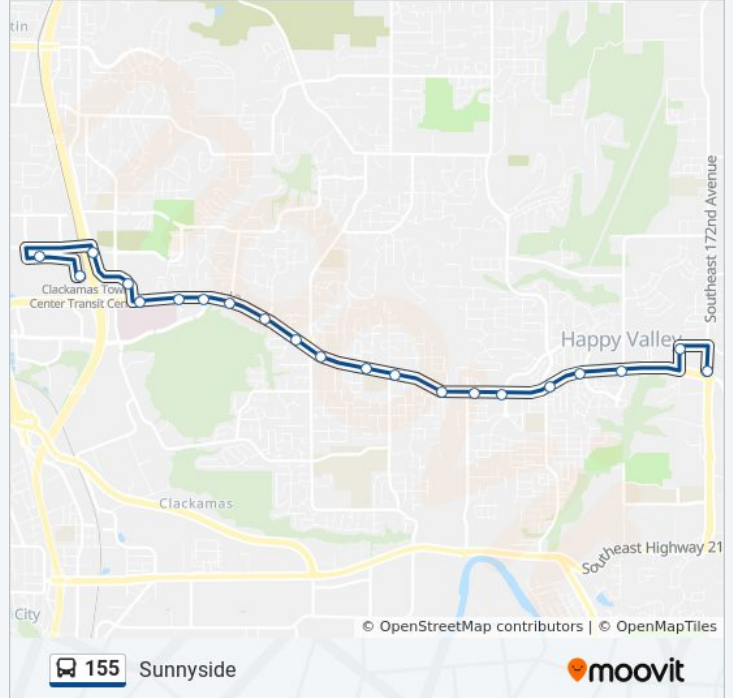 tin
Southeast 172nd Avenue
Clackamas Tow
Center Transit Cen
Happy Valley
Clackamas
Southeast Highway 21
City
© OpenStreetMap contributors | © OpenMapTiles
155 Sunnyside
moovit